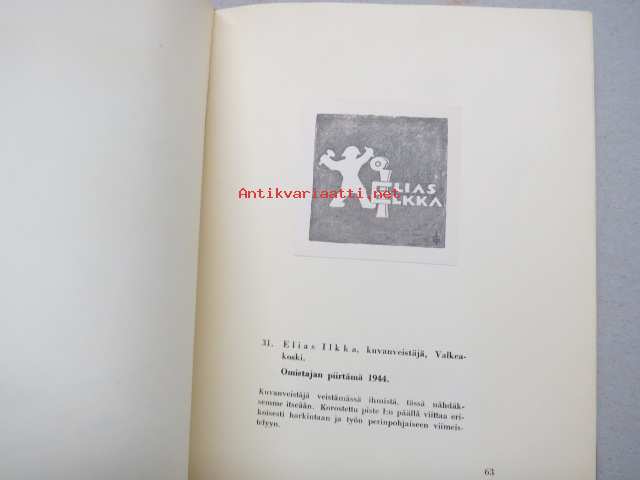 ELIAS
ILKKA
Antikvariaatti.net
31. Elias Ilkka, kuvanveistäjä, Valkea-
koski.
Omistajan piirtämä 1944.
Kuvanveistäjä veistämässä ihmistä, tässä nähdäk-
semme itseään. Korostettu piste I:n päällä viittaa eri-
koisesti harkintaan ja työn perinpohjaiseen viimeis-
telyyn.
63